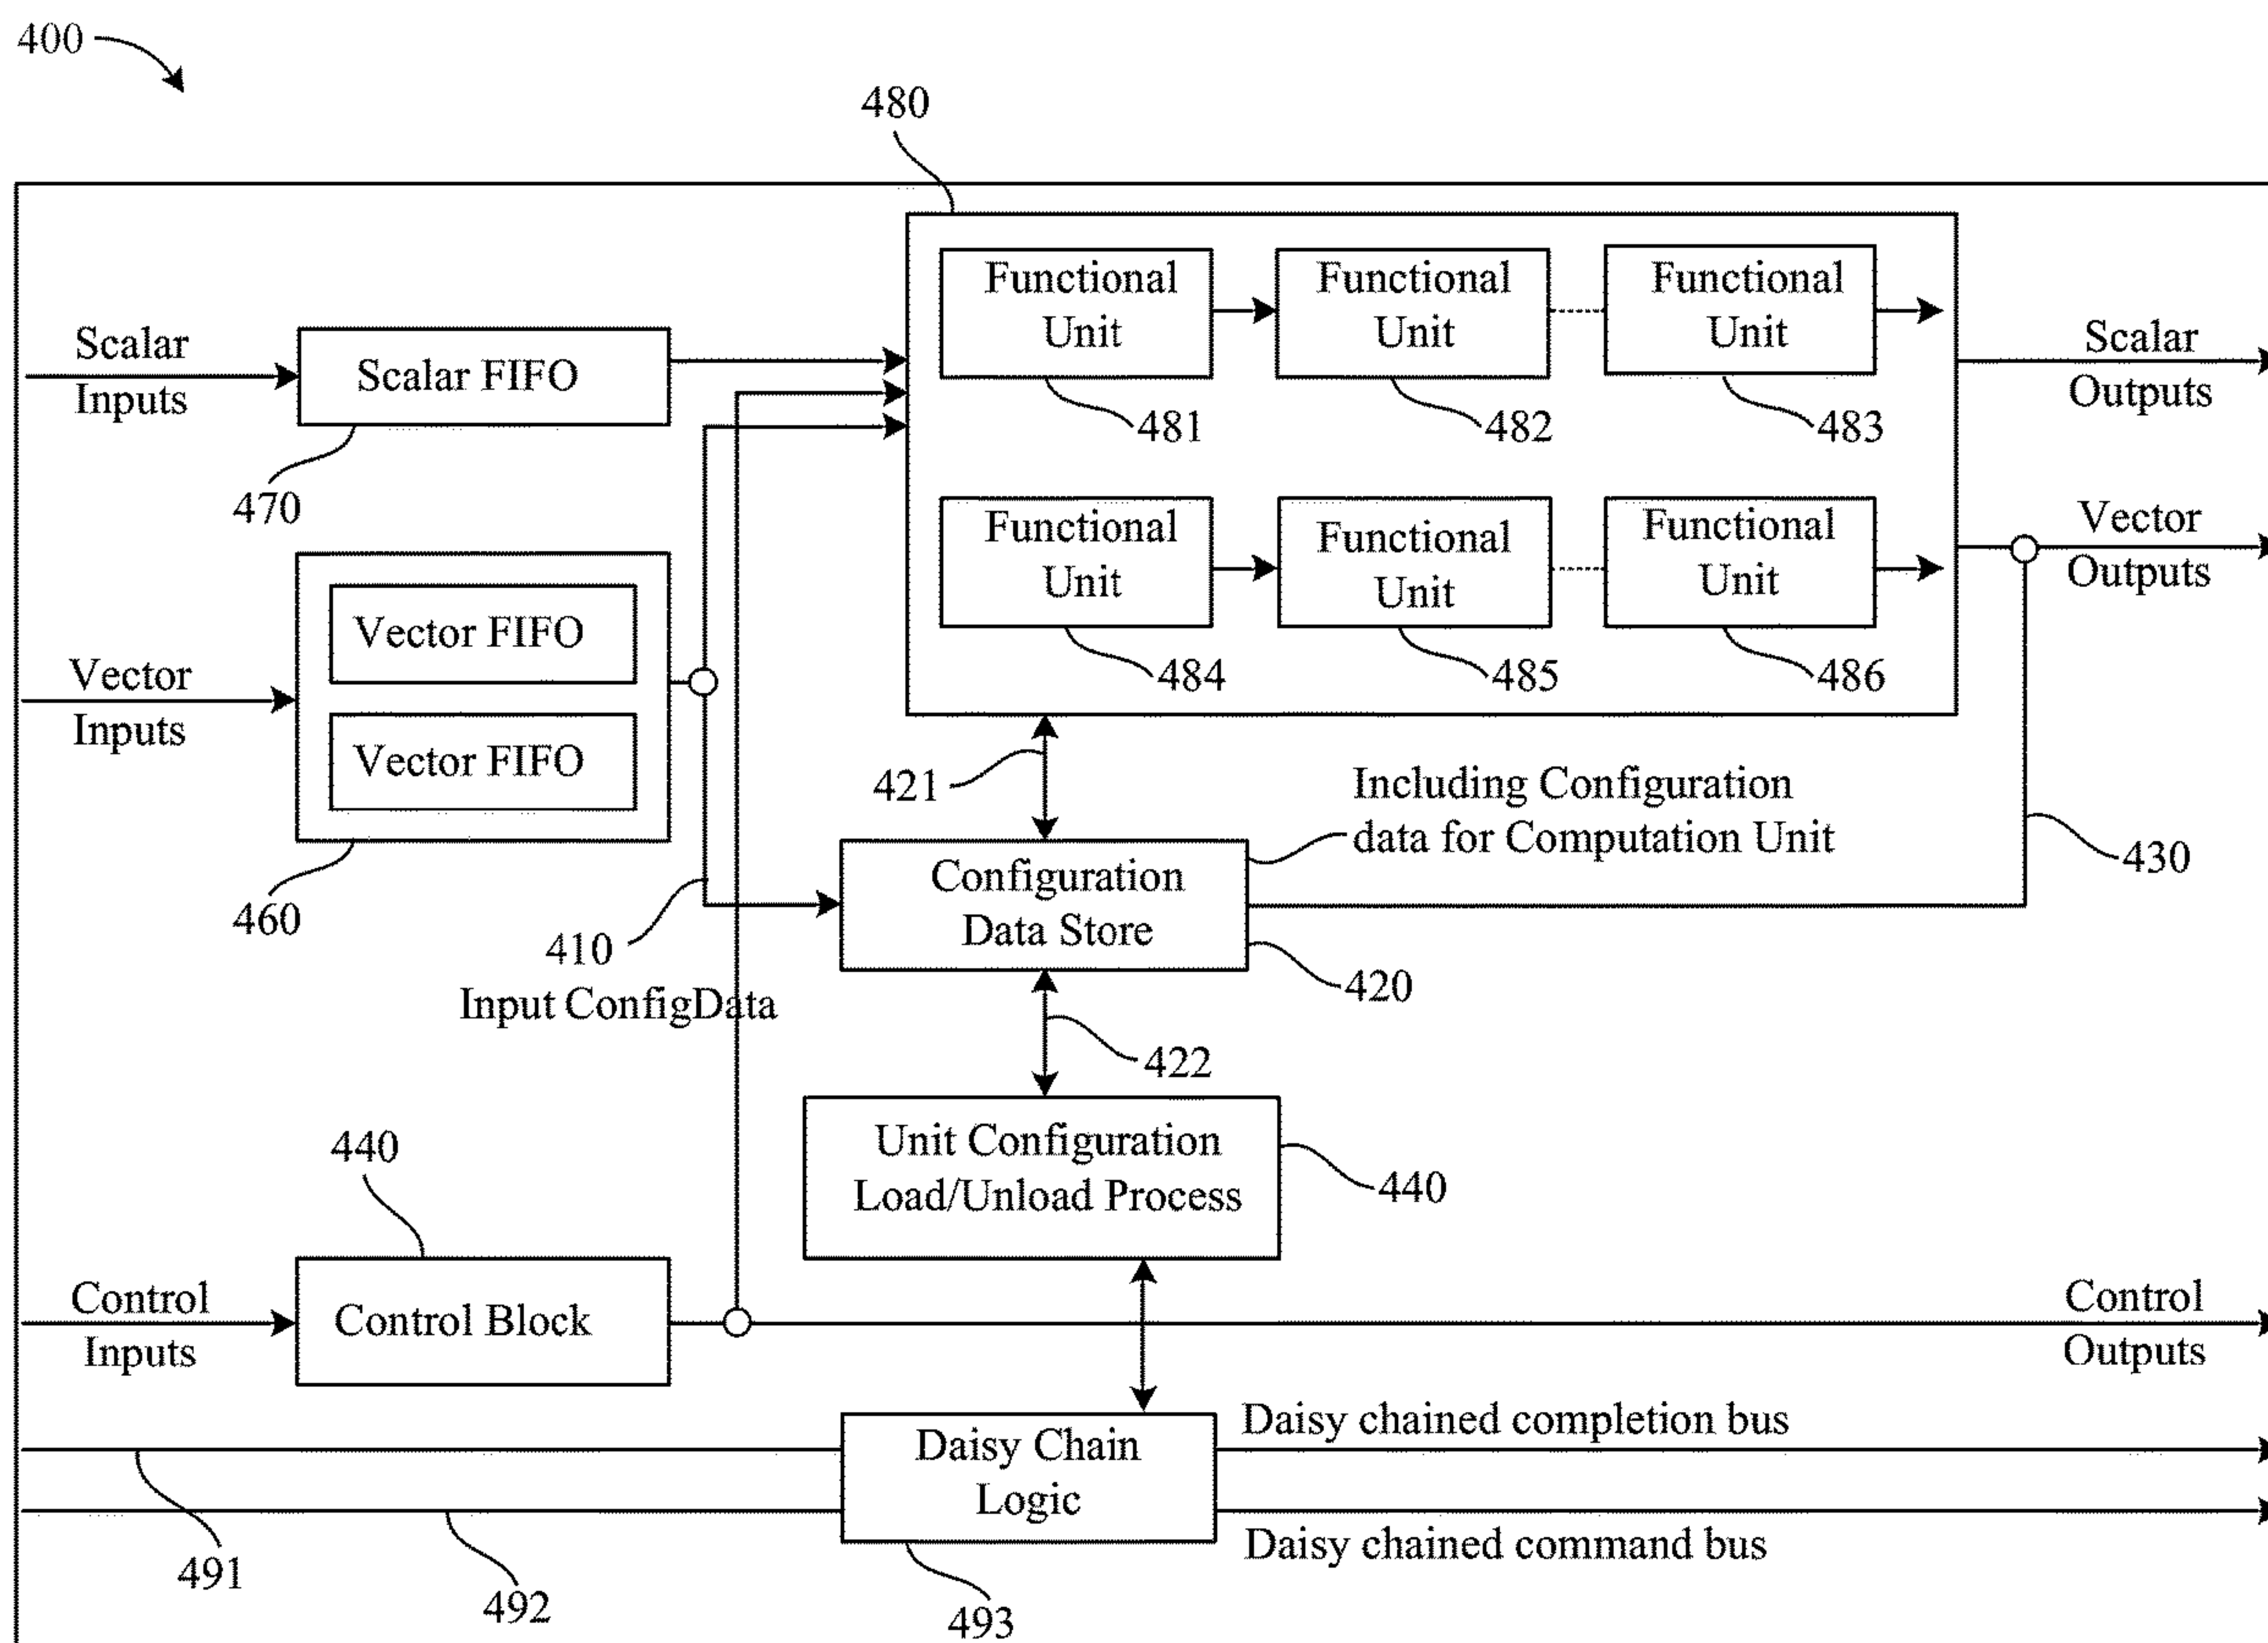 400
480
Functional
Unit
Functional
Unit
Functional
Unit
481
482
483
Scalar
Inputs
Scalar FIFO
470
Scalar
Outputs
Functional
Unit
Functional
Unit
Functional
Unit
484
485
486
Vector
Inputs
Vector FIFO
Vector FIFO
460
Vector
Outputs
421
Including Configuration
data for Computation Unit
430
Configuration
Data Store
420
410
Input ConfigData
422
Unit Configuration
Load/Unload Process
440
440
Control
Inputs
Control Block
Control
Outputs
Daisy Chain
Logic
Daisy chained completion bus
Daisy chained command bus
491
492
493